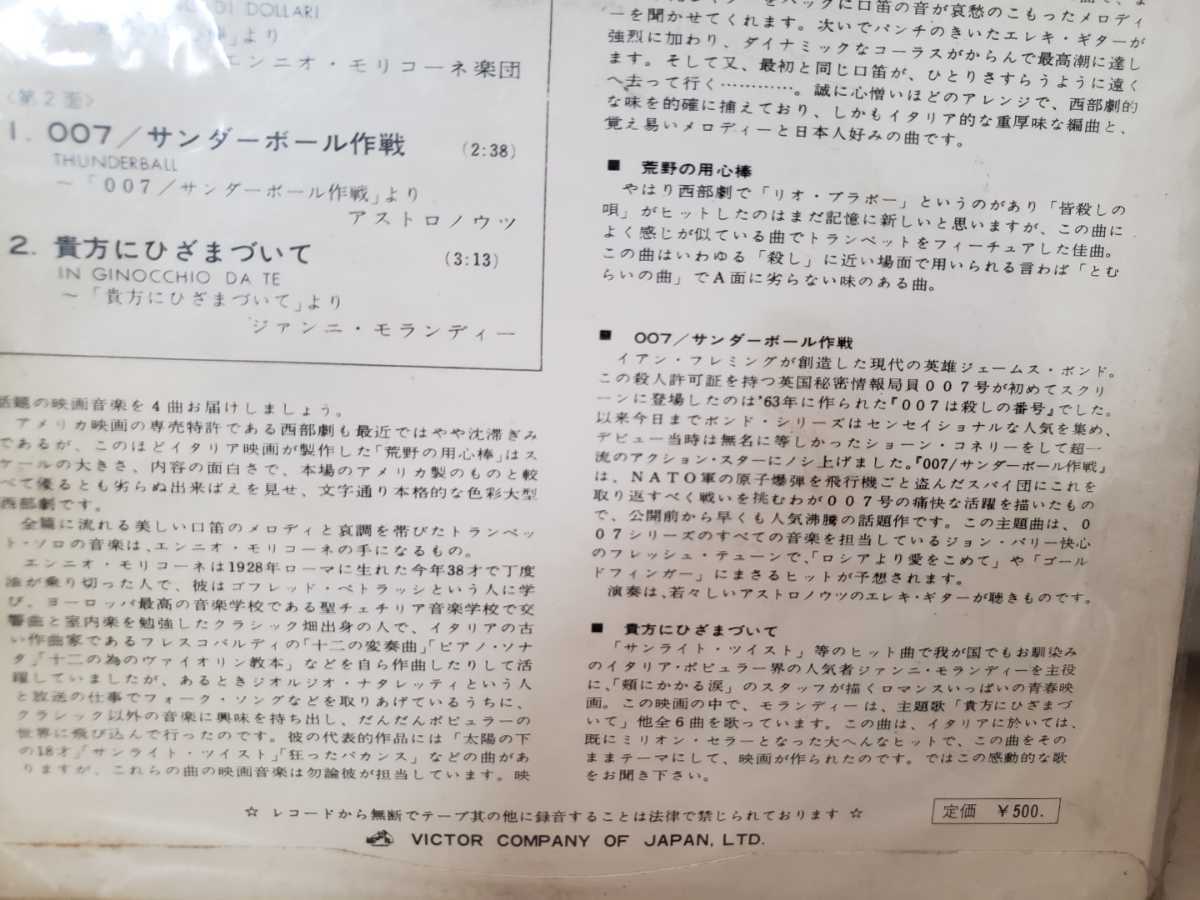 DI DOLLARI
」より
エンニオ・モリコーネ楽団
〈第2面〉
1. 007/サンダーボール作戦 (2:38)
THUNDERBALL
〜「007/サンダーボール作戦」より
アストロノウツ
2. 貴方にひざまづいて (3:13)
IN GINOCCHIO DA TE
〜「貴方にひざまづいて」より
ジァンニ・モランディー
話題の映画音楽を4曲お届けしましょう。
アメリカ映画の専売特許である西部劇も最近ではやや沈滞ぎみ
であるが、このほどイタリア映画が製作した「荒野の用心棒」はス
ケールの大きさ、内容の面白さで、本場のアメリカ製のものと較
べて優るとも劣らぬ出来ばえを見せ、文字通り本格的な色彩大型
西部劇です。
全篇に流れる美しい口笛のメロディと哀調を帯びたトランペッ
ト・ソロの音楽は、エンニオ・モリコーネの手になるもの。
エンニオ・モリコーネは1928年ローマに生れた今年38才で丁度
油が乗り切った人で、彼はゴフレッド・ペトラッシという人に学
び、ヨーロッパ最高の音楽学校である聖チェチリア音楽学校で交
響曲と室内楽を勉強したクラシック畑出身の人で、イタリアの古
い作曲家であるフレスコバルディの「十二の変奏曲」「ピアノ・ソナ
タ」「十二の為のヴァイオリン教本」などを自ら作曲したりして活
躍していましたが、あるときジオルジオ・ナタレッティという人
と放送の仕事でフォーク・ソングなどを取りあげているうちに、
クラレック以外の音楽に興味を持ち出し、だんだんポピュラーの
世界に飛び込んで行ったのです。彼の代表的作品には「太陽の下
の18才」「サンライト・ツイスト」「狂ったバカンス」などの曲があ
りますが、これらの曲の映画音楽は勿論彼が担当しています。映
をバックに口笛の音が哀愁のこもったメロディ
ーを聞かせてくれます。次いでパンチのきいたエレキ・ギターが
強烈に加わり、ダイナミックなコーラスがからんで最高潮に達し
ます。そして又、最初と同じ口笛が、ひとりさすらうように遠く
へ去って行く…………。誠に心憎いほどのアレンジで、西部劇的
な味を的確に捕えており、しかもイタリア的な重厚味な編曲と、
覚え易いメロディーと日本人好みの曲です。
■ 荒野の用心棒
やはり西部劇で「リオ・ブラボー」というのがあり「皆殺しの
唄」がヒットしたのはまだ記憶に新しいと思いますが、この曲に
よく感じが似ている曲でトランペットをフィーチュアした佳曲。
この曲はいわゆる「殺し」に近い場面で用いられる言わば「とむ
らいの曲」でA面に劣らない味のある曲。
■ 007/サンダーボール作戦
イアン・フレミングが創造した現代の英雄ジェームス・ボンド。
この殺人許可証を持つ英国秘密情報局員007号が初めてスクリ
ーンに登場したのは'63年に作られた『007は殺しの番号』でした。
以来今日までボンド・シリーズはセンセイショナルな人気を集め、
デビュー当時は無名に等しかったショーン・コネリーをして超一
流のアクション・スターにノシ上げました。『007/サンダーボール作戦』
は、NATO軍の原子爆弾を飛行機ごと盗んだスパイ団にこれを
取り返すべく戦いを挑むわが007号の痛快な活躍を描いたもの
で、公開前から早くも人気沸騰の話題作です。この主題曲は、0
07シリーズのすべての音楽を担当しているジョン・バリー快心
のフレッシュ・テューンで、「ロシアより愛をこめて」や「ゴール
ドフィンガー」にまさるヒットが予想されます。
演奏は、若々しいアストロノウツのエレキ・ギターが聴きものです。
■ 貴方にひざまづいて
「サンライト・ツイスト」等のヒット曲で我が国でもお馴染み
のイタリア・ポピュラー界の人気者ジァンニ・モランディーを主役
に、「頬にかかる涙」のスタッフが描くロマンスいっぱいの青春映
画。この映画の中で、モランディーは、主題歌「貴方にひざまづ
いて」他全6曲を歌っています。この曲は、イタリアに於いては、
既にミリオン・セラーとなった大へんなヒットで、この曲をその
ままテーマにして、映画が作られたのです。ではこの感動的な歌
をお聞き下さい。
☆ レコードから無断でテープ其の他に録音することは法律で禁じられております ☆
定価 ¥500.
VICTOR COMPANY OF JAPAN, LTD.